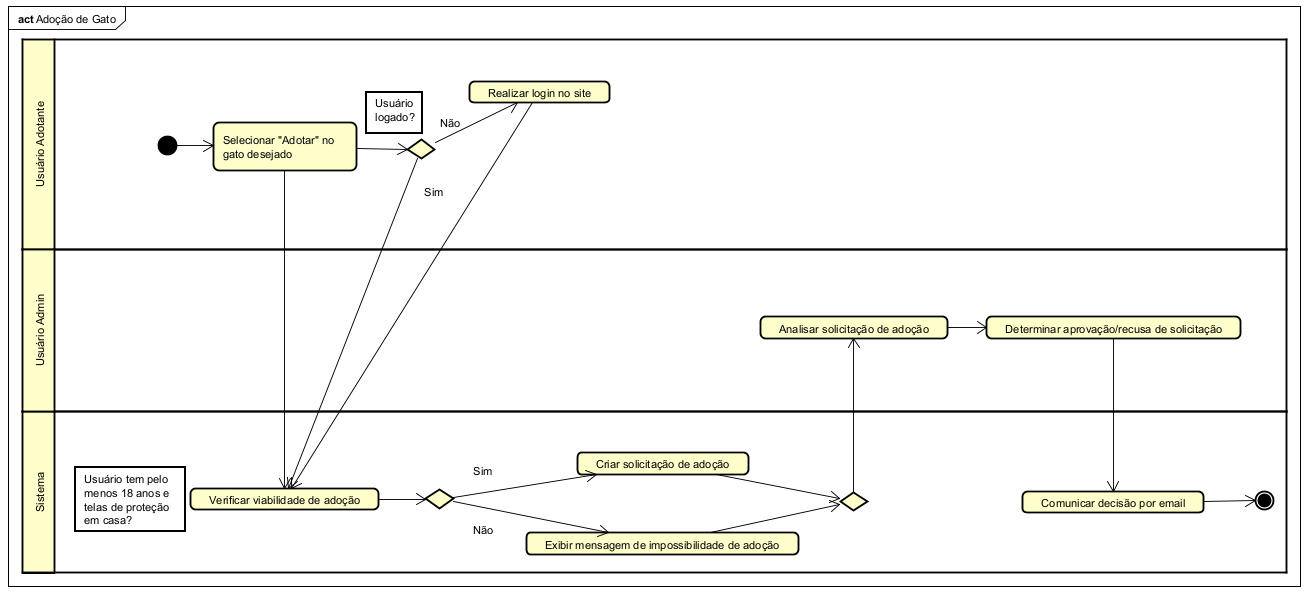 act Adoção de Gato
Usuário Adotante
Selecionar "Adotar" no
gato desejado
Usuário
logado?
Não
Realizar login no site
Sim
Usuário Admin
Analisar solicitação de adoção
Determinar aprovação/recusa de solicitação
Sistema
Usuário tem pelo
menos 18 anos e
telas de proteção
em casa?
Verificar viabilidade de adoção
Sim
Criar solicitação de adoção
Não
Exibir mensagem de impossibilidade de adoção
Comunicar decisão por email